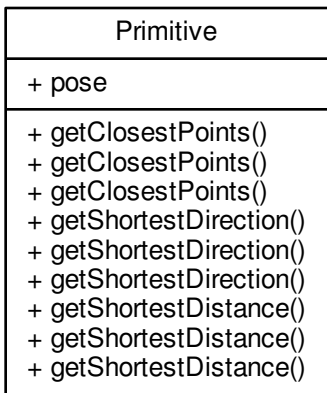 Primitive
+ pose
+ getClosestPoints()
+ getClosestPoints()
+ getClosestPoints()
+ getShortestDirection()
+ getShortestDirection()
+ getShortestDirection()
+ getShortestDistance()
+ getShortestDistance()
+ getShortestDistance()